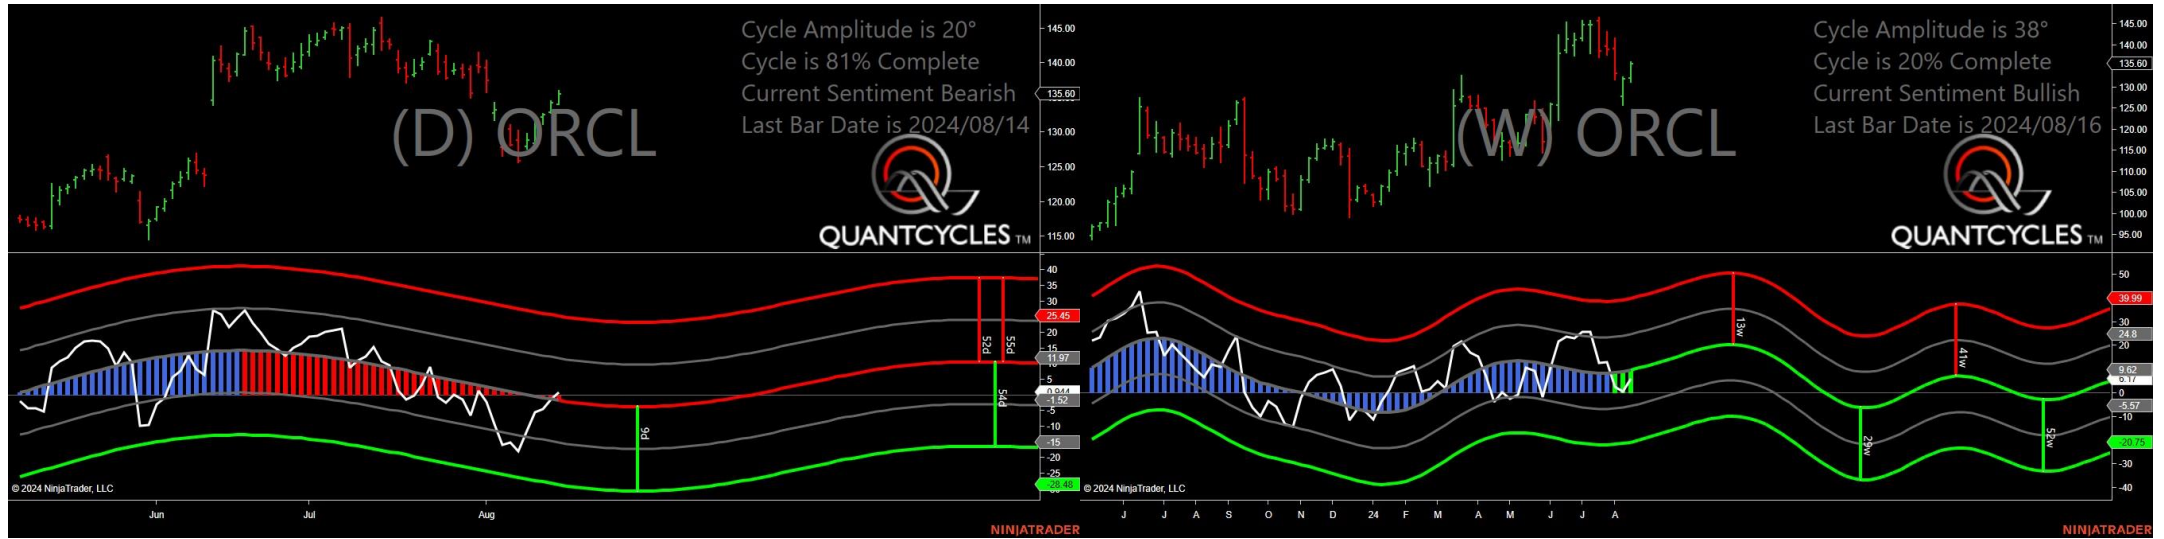 Cycle Amplitude is 20°
Cycle is 81% Complete
Current Sentiment Bearish
Last Bar Date is 2024/08/14
(D) ORCL
QUANTCYCLES TM
145.00
140.00
135.60
130.00
125.00
120.00
115.00
40
35
30
25.45
20
15
11.97
10
5
0.944
-1.52
-5
-10
-15
-20
-25
-28.48
52d
55d
54d
9d
© 2024 NinjaTrader, LLC
Jun
Jul
Aug
NINJATRADER
Cycle Amplitude is 38°
Cycle is 20% Complete
Current Sentiment Bullish
Last Bar Date is 2024/08/16
(W) ORCL
QUANTCYCLES TM
145.00
140.00
135.60
130.00
125.00
120.00
115.00
110.00
105.00
100.00
95.00
50
39.99
30
24.8
20
9.62
6.17
0
-5.57
-10
-20.75
-30
-40
13w
41w
29w
52w
© 2024 NinjaTrader, LLC
J
J
A
S
O
N
D
24
F
M
A
M
J
J
A
NINJATRADER